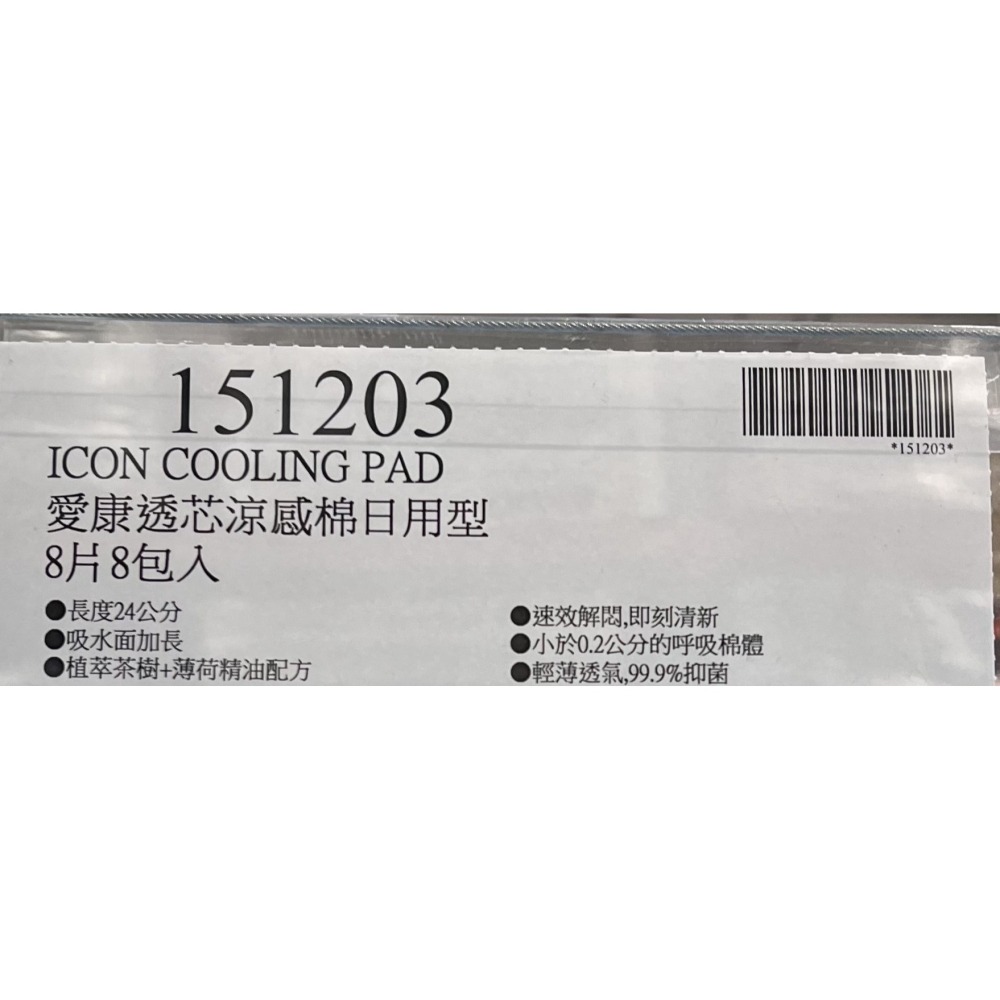 151203
*151203*
ICON COOLING PAD
愛康透芯涼感棉日用型
8片8包入
●長度24公分
●吸水面加長
●植萃茶樹+薄荷精油配方
●速效解悶,即刻清新
●小於0.2公分的呼吸棉體
●輕薄透氣,99.9%抑菌